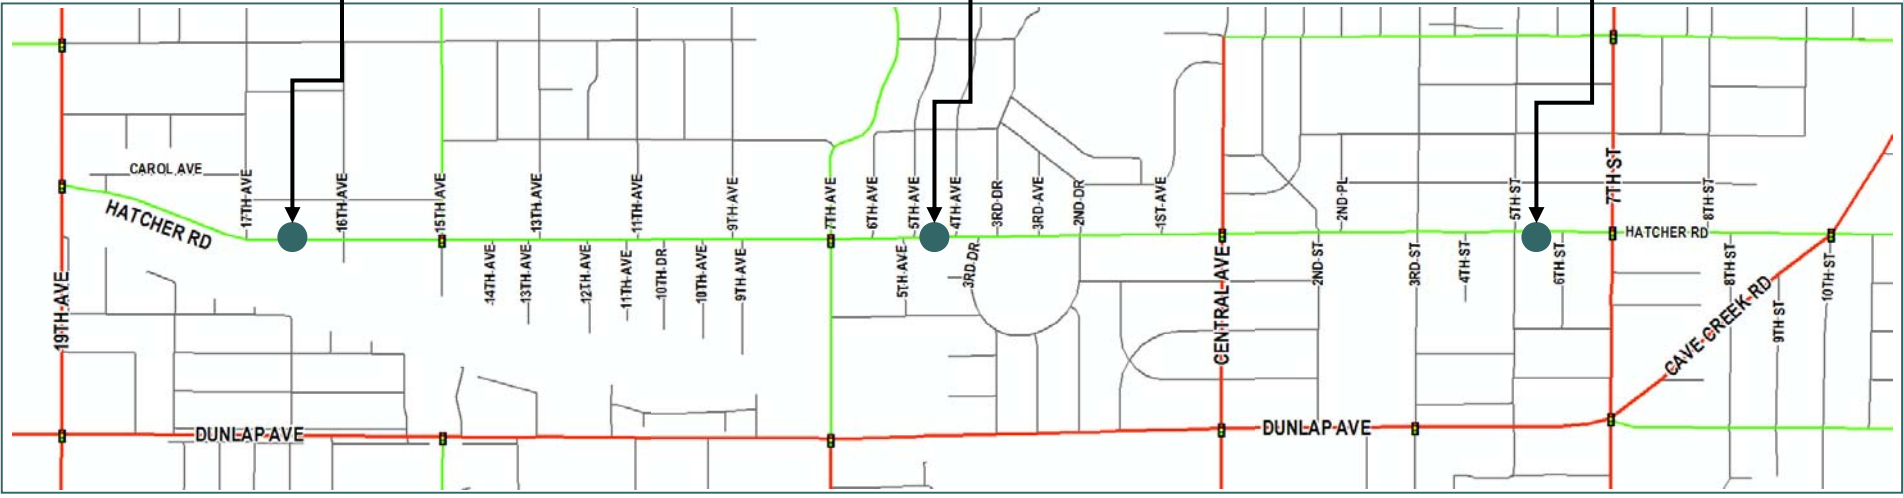 CAROL AVE
HATCHER RD
17TH AVE
16TH AVE
15TH AVE
13TH AVE
11TH AVE
9TH AVE
7TH AVE
6TH AVE
5TH AVE
4TH AVE
3RD DR
3RD AVE
2ND DR
1ST AVE
2ND PL
5TH ST
7TH ST
8TH ST
HATCHER RD
19TH AVE
14TH AVE
13TH AVE
12TH AVE
11TH AVE
10TH DR
10TH AVE
9TH AVE
5TH AVE
3RD DR
CENTRAL AVE
2ND ST
3RD ST
4TH ST
6TH ST
8TH ST
CAVE CREEK RD
9TH ST
10TH ST
DUNLAP AVE
DUNLAP AVE